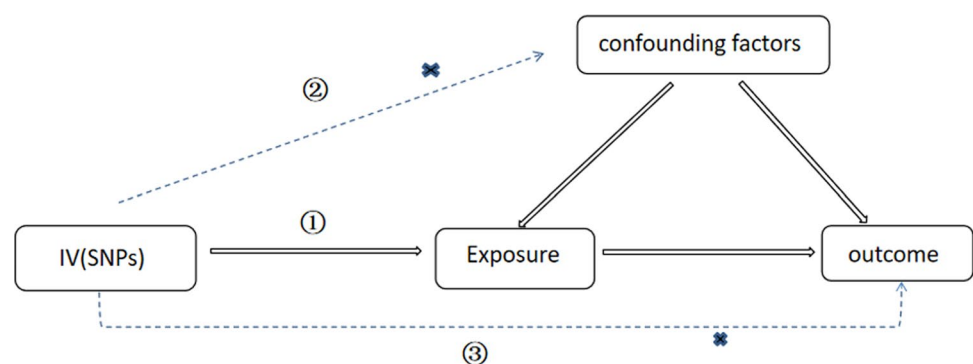 confounding factors
②
①
IV(SNPs)
Exposure
outcome
③